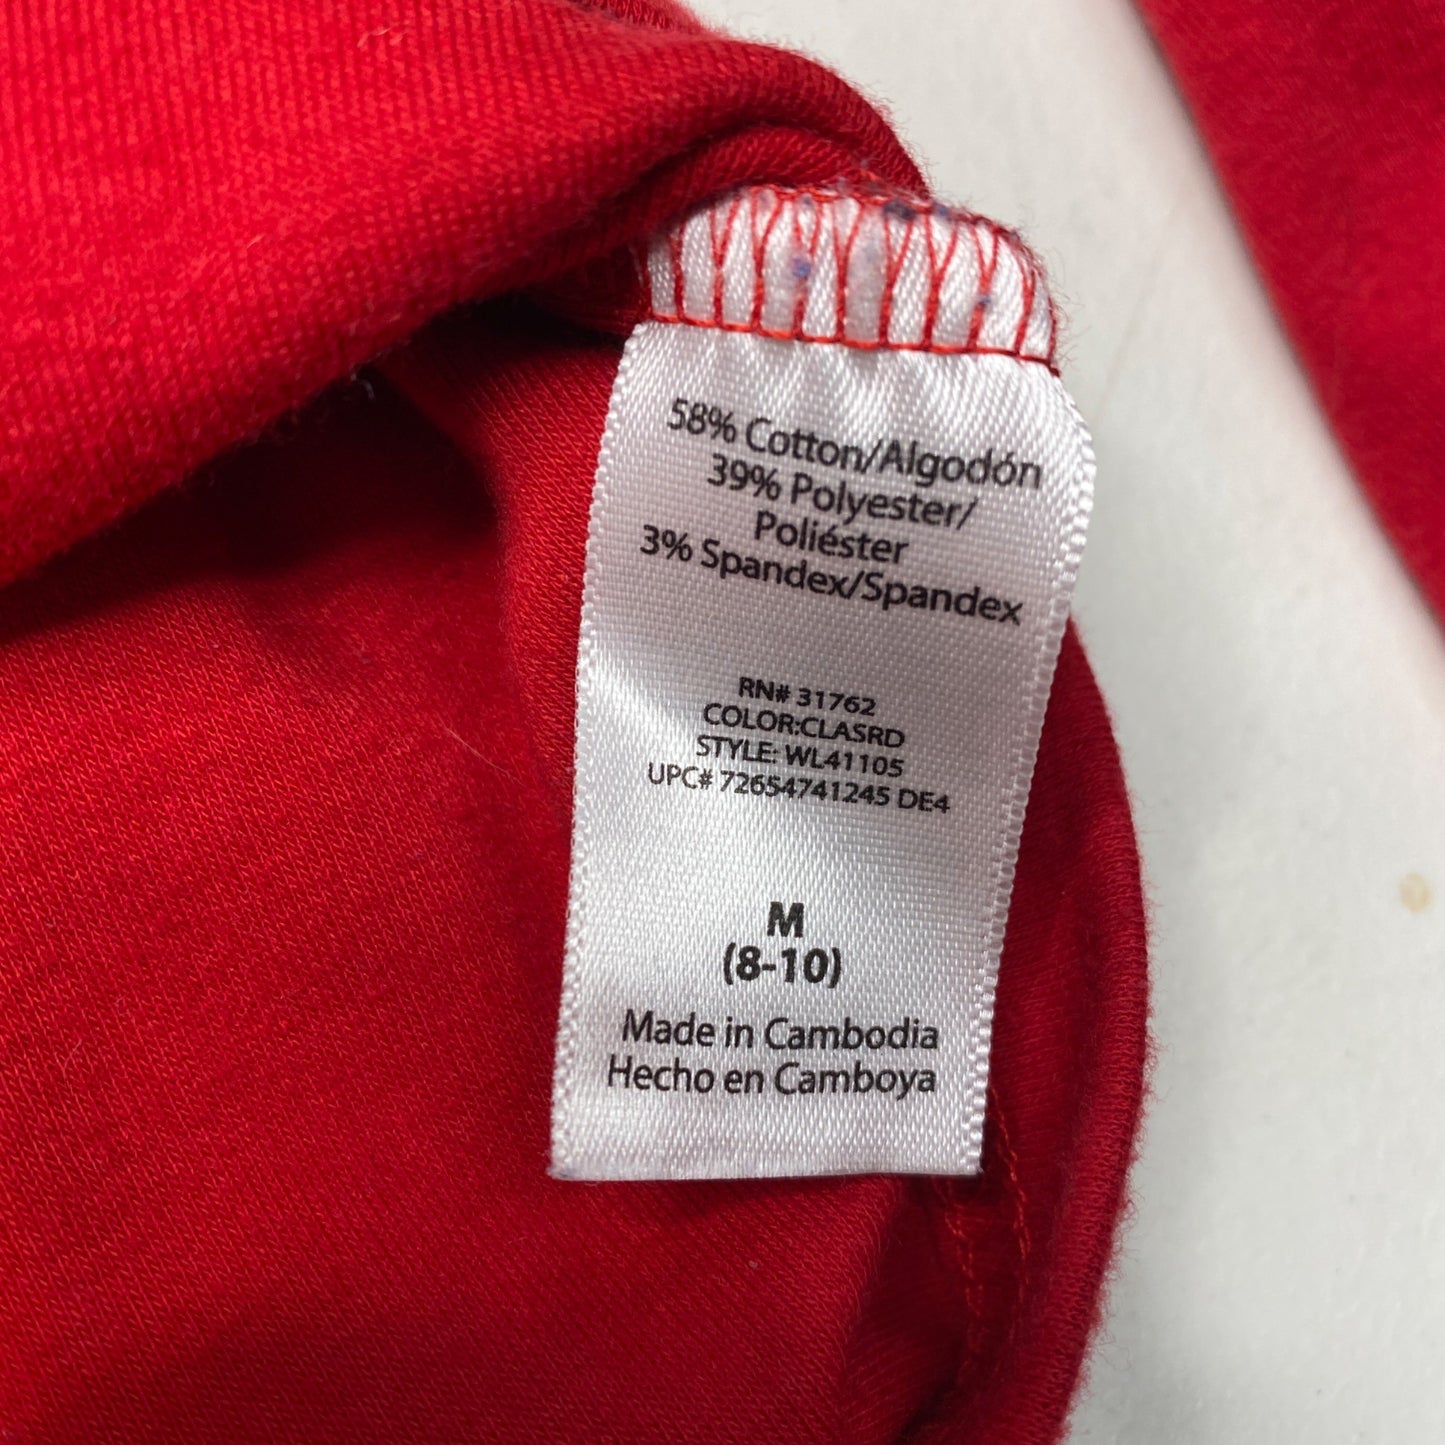 58% Cotton/Algodón
39% Polyester/
Poliéster
3% Spandex/Spandex
RN# 31762
COLOR:CLASRD
STYLE: WL41105
UPC# 72654741245 DE4
M
(8-10)
Made in Cambodia
Hecho en Camboya